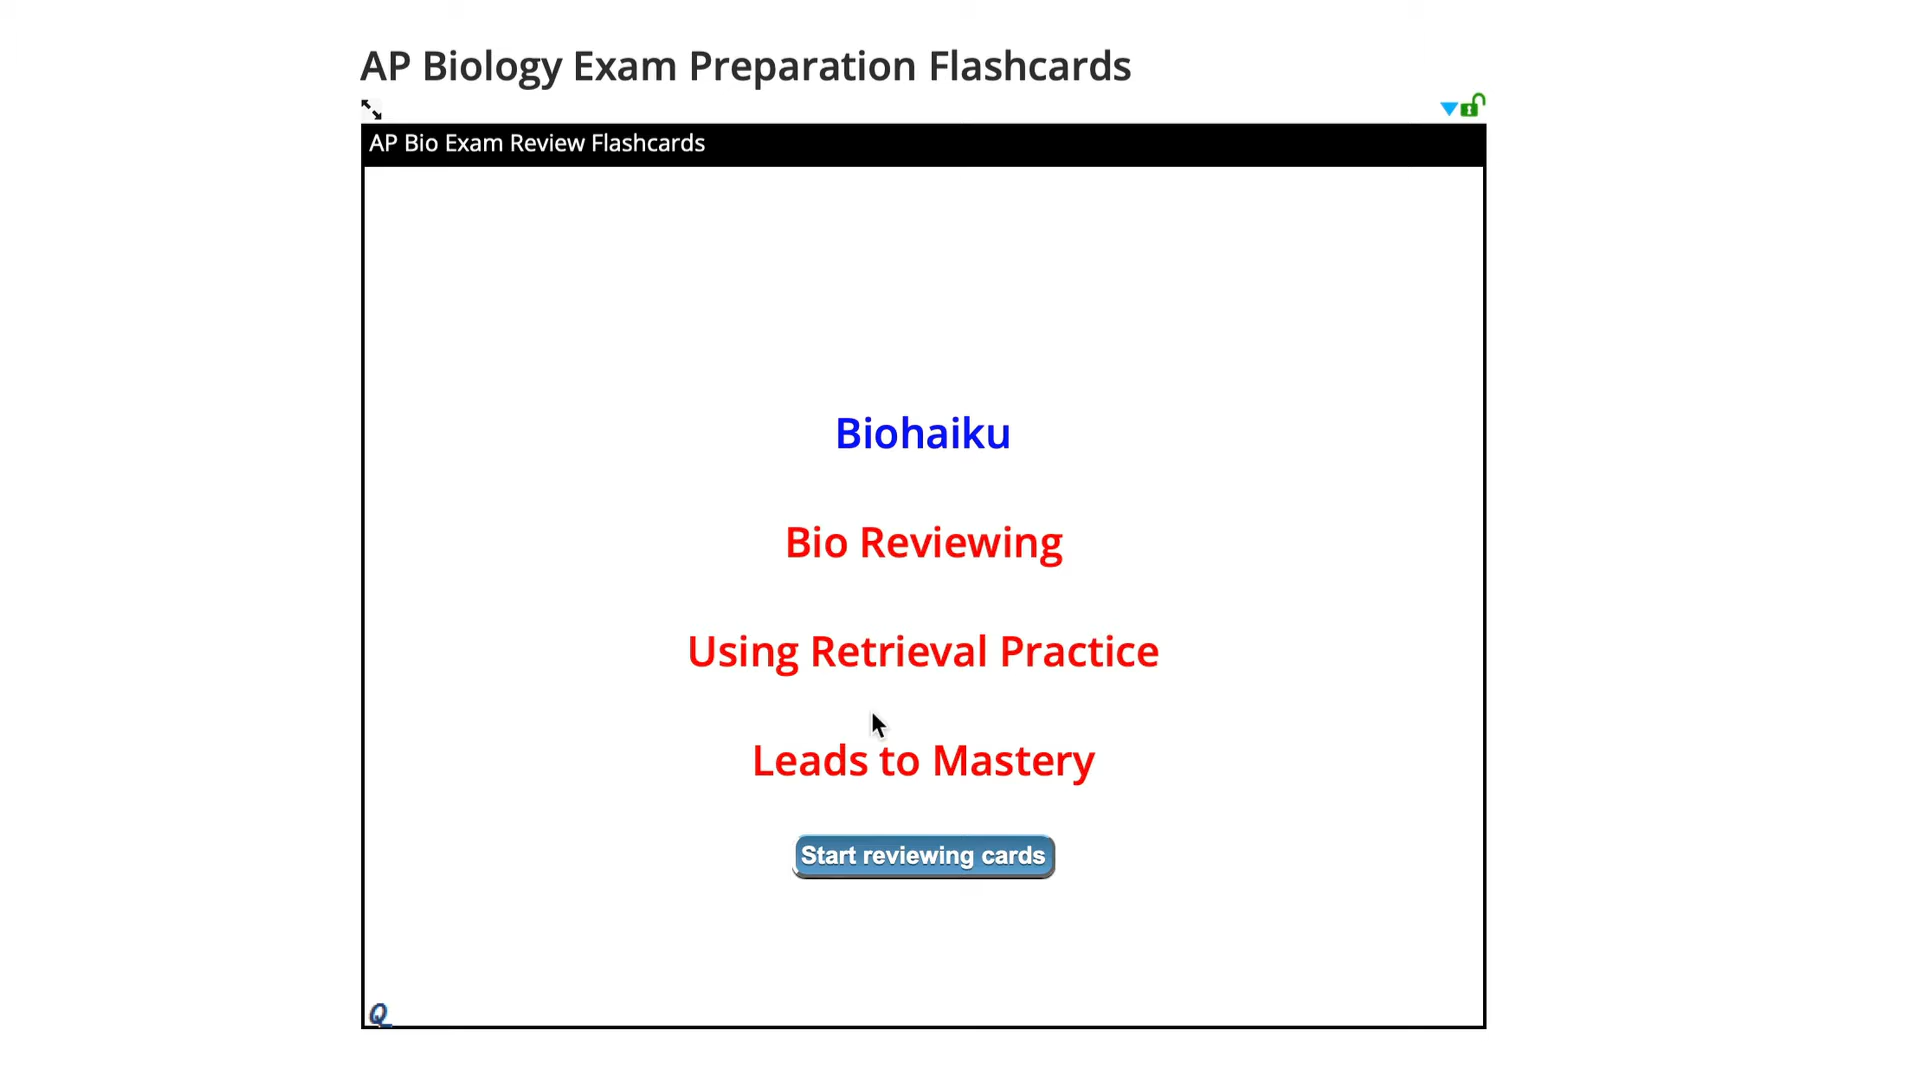 AP Biology Exam Preparation Flashcards
AP Bio Exam Review Flashcards
Biohaiku
Bio Reviewing
Using Retrieval Practice
Leads to Mastery
Start reviewing cards
Q